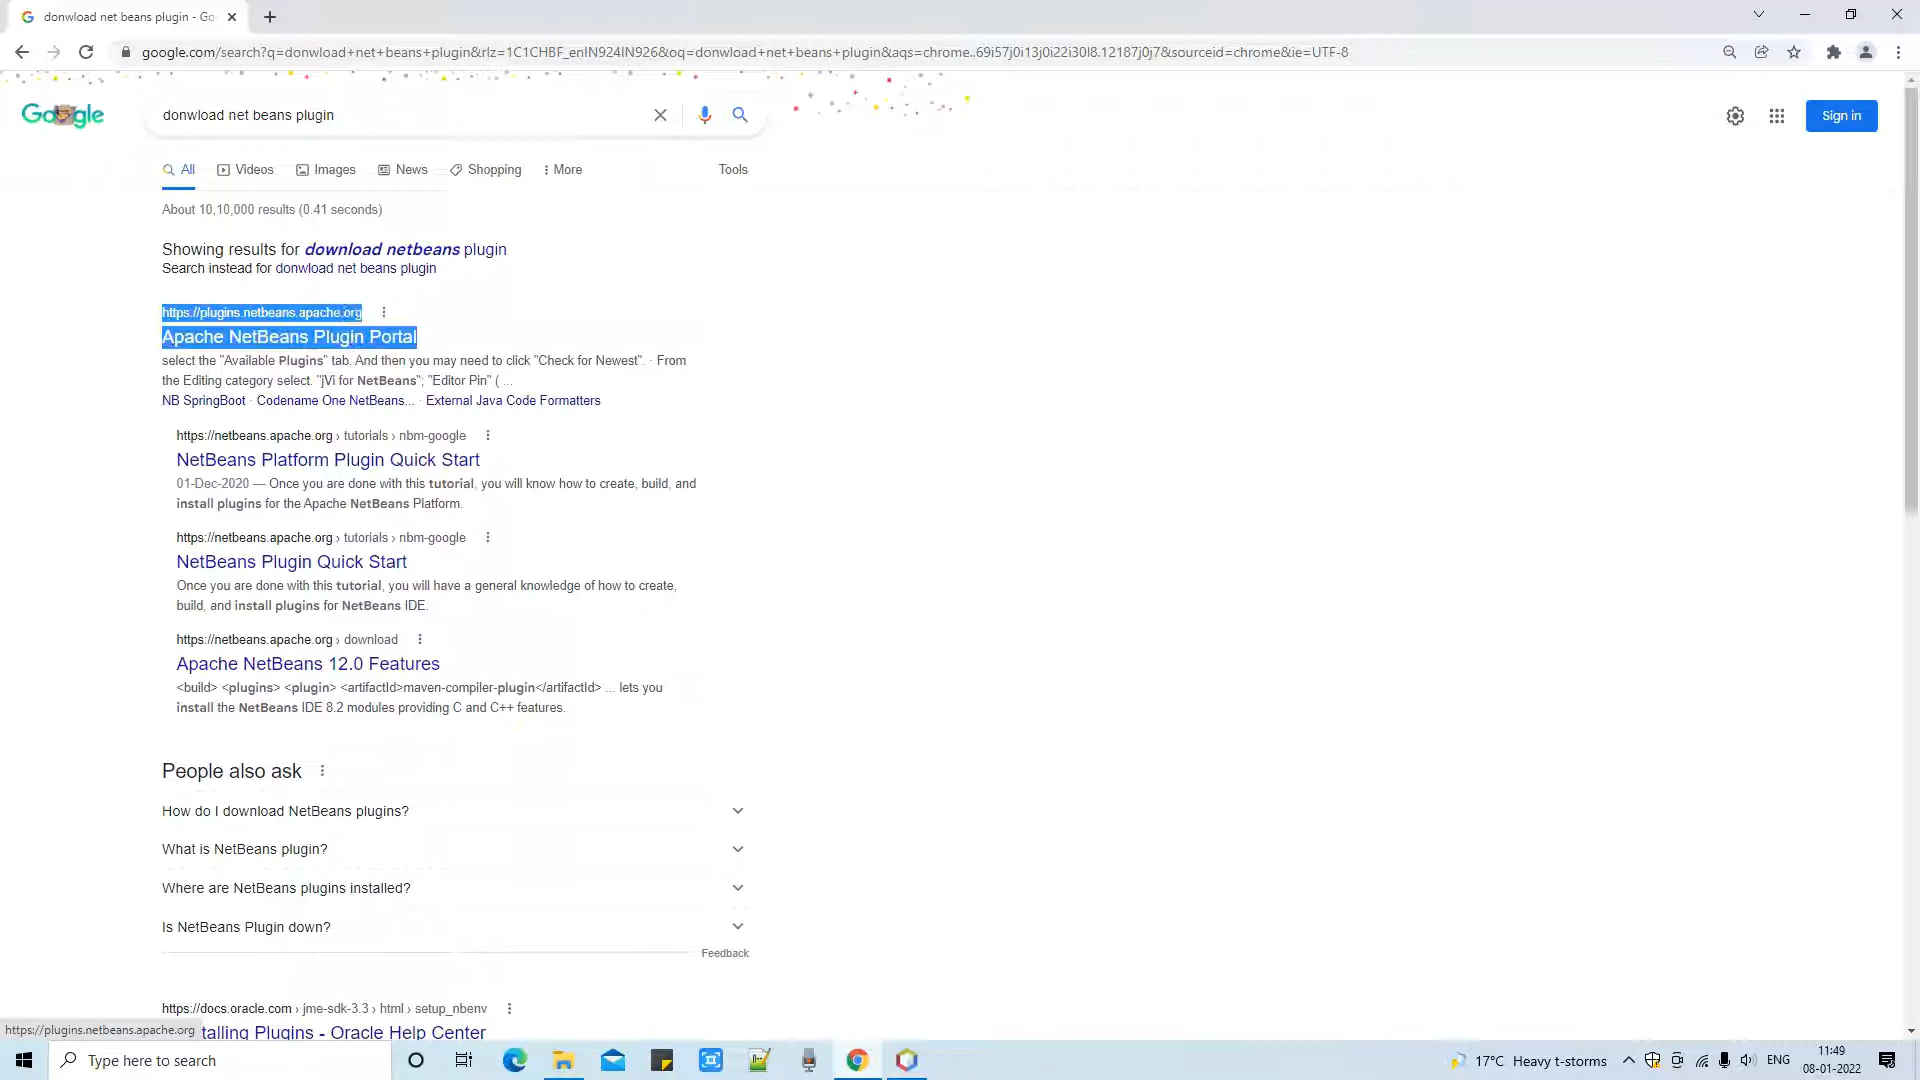 donwload net beans plugin - Go
google.com/search?q=donwload+net+beans+plugin&rlz=1C1CHBF_enIN924IN926&oq=donwload+net+beans+plugin&aqs=chrome..69i57j0i13j0i22i30l8.12187j0j7&sourceid=chrome&ie=UTF-8
Google
donwload net beans plugin
Sign in
All Videos Images News Shopping More Tools
About 10,10,000 results (0.41 seconds)
Showing results for download netbeans plugin
Search instead for donwload net beans plugin
https://plugins.netbeans.apache.org
Apache NetBeans Plugin Portal
select the "Available Plugins" tab. And then you may need to click "Check for Newest". · From
the Editing category select. "jVi for NetBeans"; "Editor Pin" ( ...
NB SpringBoot · Codename One NetBeans... · External Java Code Formatters
https://netbeans.apache.org › tutorials › nbm-google
NetBeans Platform Plugin Quick Start
01-Dec-2020 — Once you are done with this tutorial, you will know how to create, build, and
install plugins for the Apache NetBeans Platform.
https://netbeans.apache.org › tutorials › nbm-google
NetBeans Plugin Quick Start
Once you are done with this tutorial, you will have a general knowledge of how to create,
build, and install plugins for NetBeans IDE.
https://netbeans.apache.org › download
Apache NetBeans 12.0 Features
<build> <plugins> <plugin> <artifactId>maven-compiler-plugin</artifactId> ... lets you
install the NetBeans IDE 8.2 modules providing C and C++ features.
People also ask
How do I download NetBeans plugins?
What is NetBeans plugin?
Where are NetBeans plugins installed?
Is NetBeans Plugin down?
Feedback
https://docs.oracle.com › jme-sdk-3.3 › html › setup_nbenv
talling Plugins - Oracle Help Center
https://plugins.netbeans.apache.org
Type here to search
17°C Heavy t-storms
ENG
11:49
08-01-2022